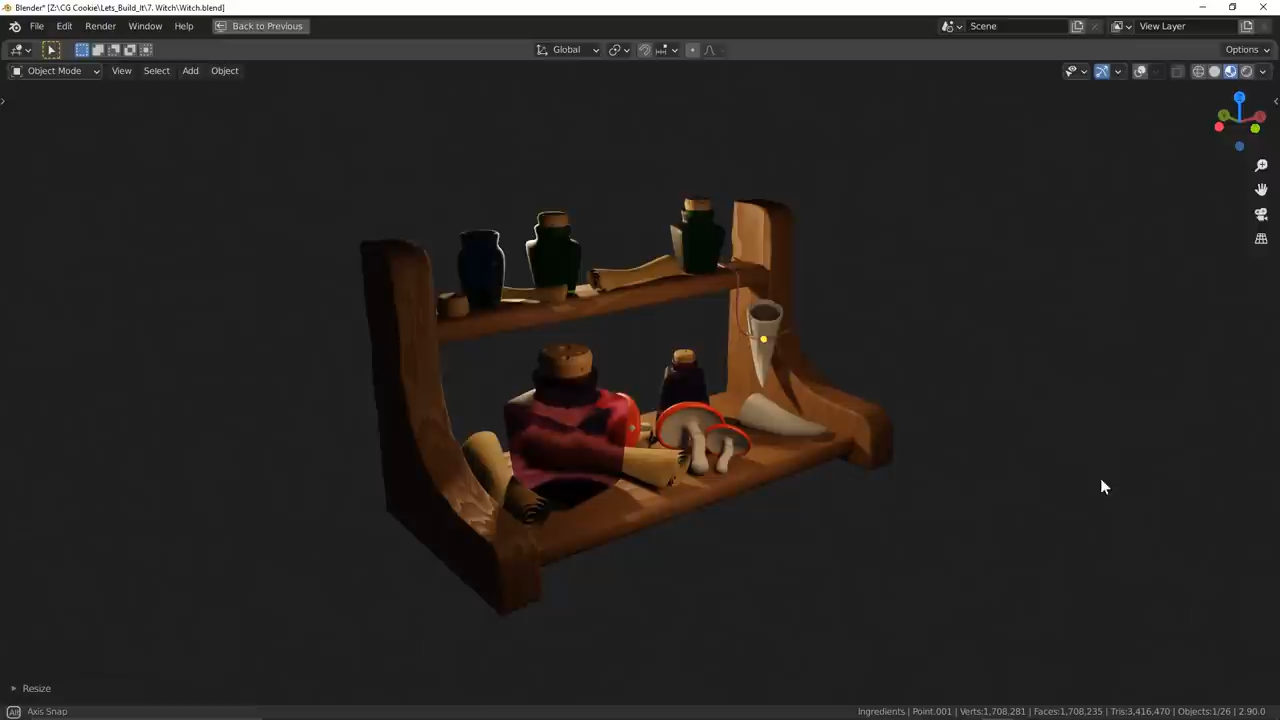 Blender* [Z:\CG Cookie\Lets_Build_It\7. Witch\Witch.blend]
File Edit Render Window Help Back to Previous Scene View Layer
Global Options
Object Mode View Select Add Object
Z
Resize
Alt Axis Snap Ingredients | Point.001 | Verts:1,708,281 | Faces:1,708,235 | Tris:3,416,470 | Objects:1/26 | 2.90.0